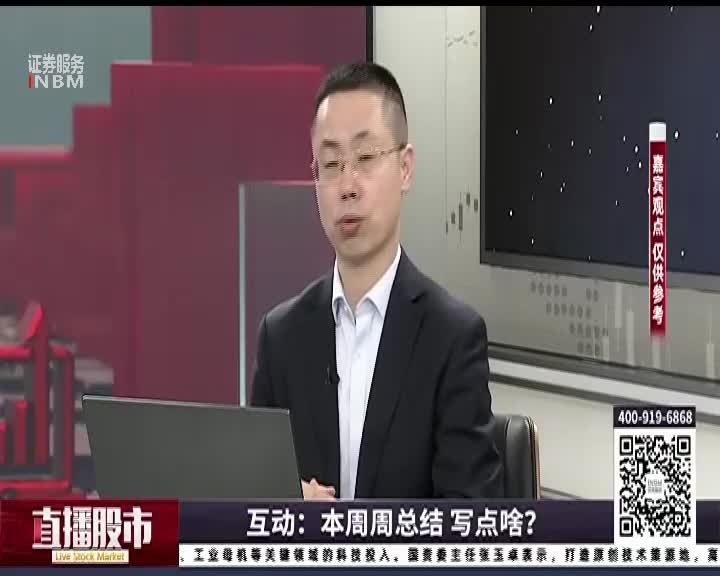 证券服务
iNBM
嘉宾观点 仅供参考
400-919-6868
互动：本周周总结 写点啥？
直播股市
Live Stock Market
、工业母机等关键领域的科技投入。国资委主任张玉卓表示，打造原创技术策源地，高